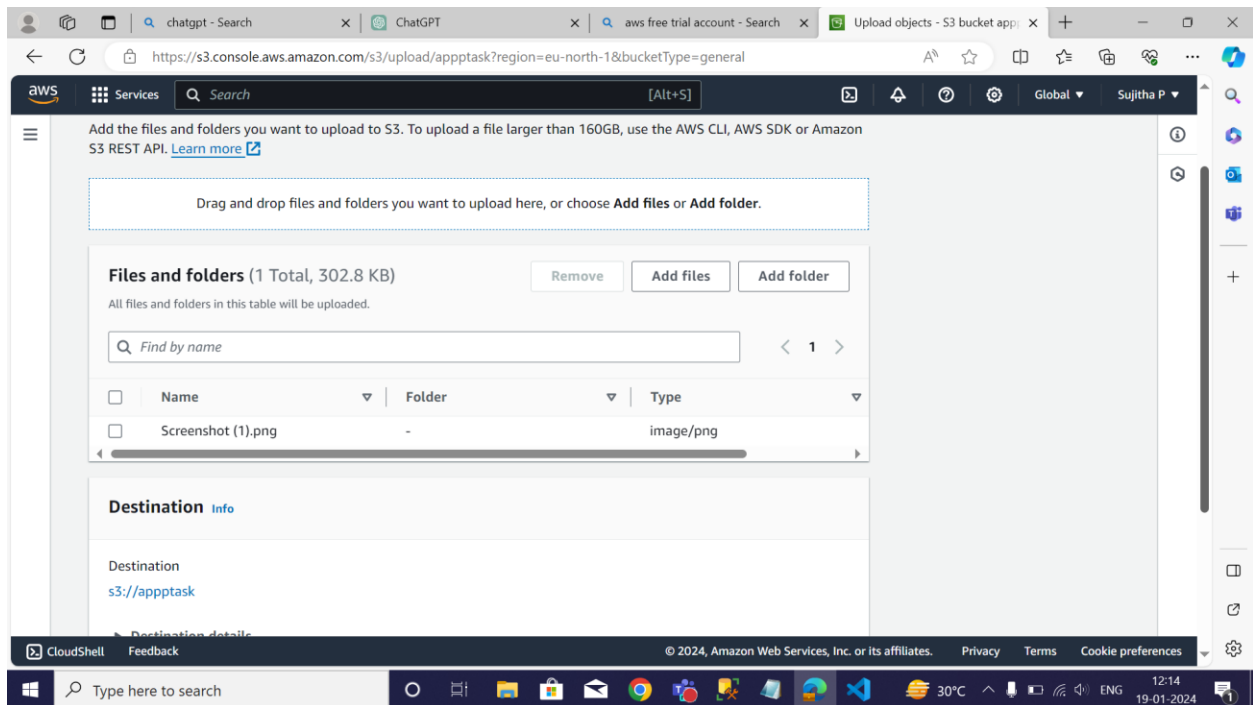 chatgpt - Search
ChatGPT
aws free trial account - Search
Upload objects - S3 bucket app
https://s3.console.aws.amazon.com/s3/upload/appptask?region=eu-north-1&bucketType=general
aws
Services
Search
[Alt+S]
Global
Sujitha P
Add the files and folders you want to upload to S3. To upload a file larger than 160GB, use the AWS CLI, AWS SDK or Amazon
S3 REST API. Learn more
Drag and drop files and folders you want to upload here, or choose Add files or Add folder.
Files and folders (1 Total, 302.8 KB)
Remove
Add files
Add folder
All files and folders in this table will be uploaded.
Find by name
1
Name
Folder
Type
Screenshot (1).png
-
image/png
Destination Info
Destination
s3://appptask
Destination details
CloudShell
Feedback
© 2024, Amazon Web Services, Inc. or its affiliates.
Privacy
Terms
Cookie preferences
Type here to search
30°C
ENG
12:14
19-01-2024
1